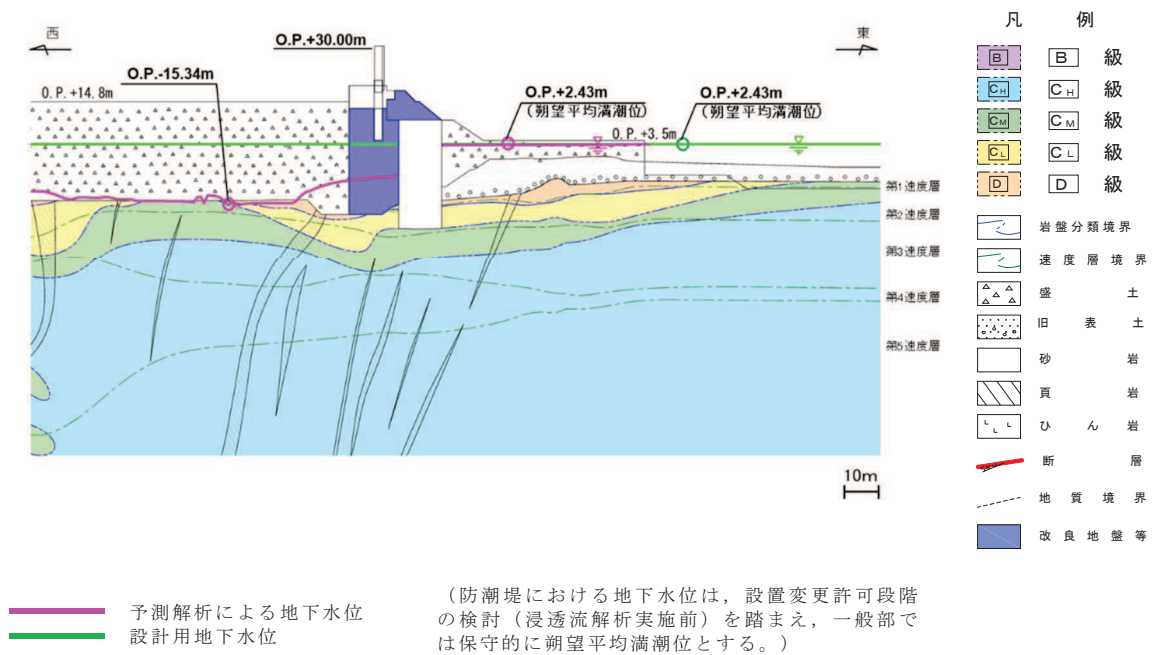 西
東
O.P.+30.00m
O.P.-15.34m
O.P.+14.8m
O.P.+2.43m
(朔望平均満潮位)
O.P.+2.43m
(朔望平均満潮位)
O.P.+3.5m
第1速度層
第2速度層
第3速度層
第4速度層
第5速度層
10m
凡 例
B B 級
CH CH 級
CM CM 級
CL CL 級
D D 級
岩盤分類境界
速度層境界
盛土
旧表土
砂岩
頁岩
ひん岩
断層
地質境界
改良地盤等
予測解析による地下水位
設計用地下水位
(防潮堤における地下水位は,設置変更許可段階
の検討(浸透流解析実施前)を踏まえ,一般部で
は保守的に朔望平均満潮位とする。)